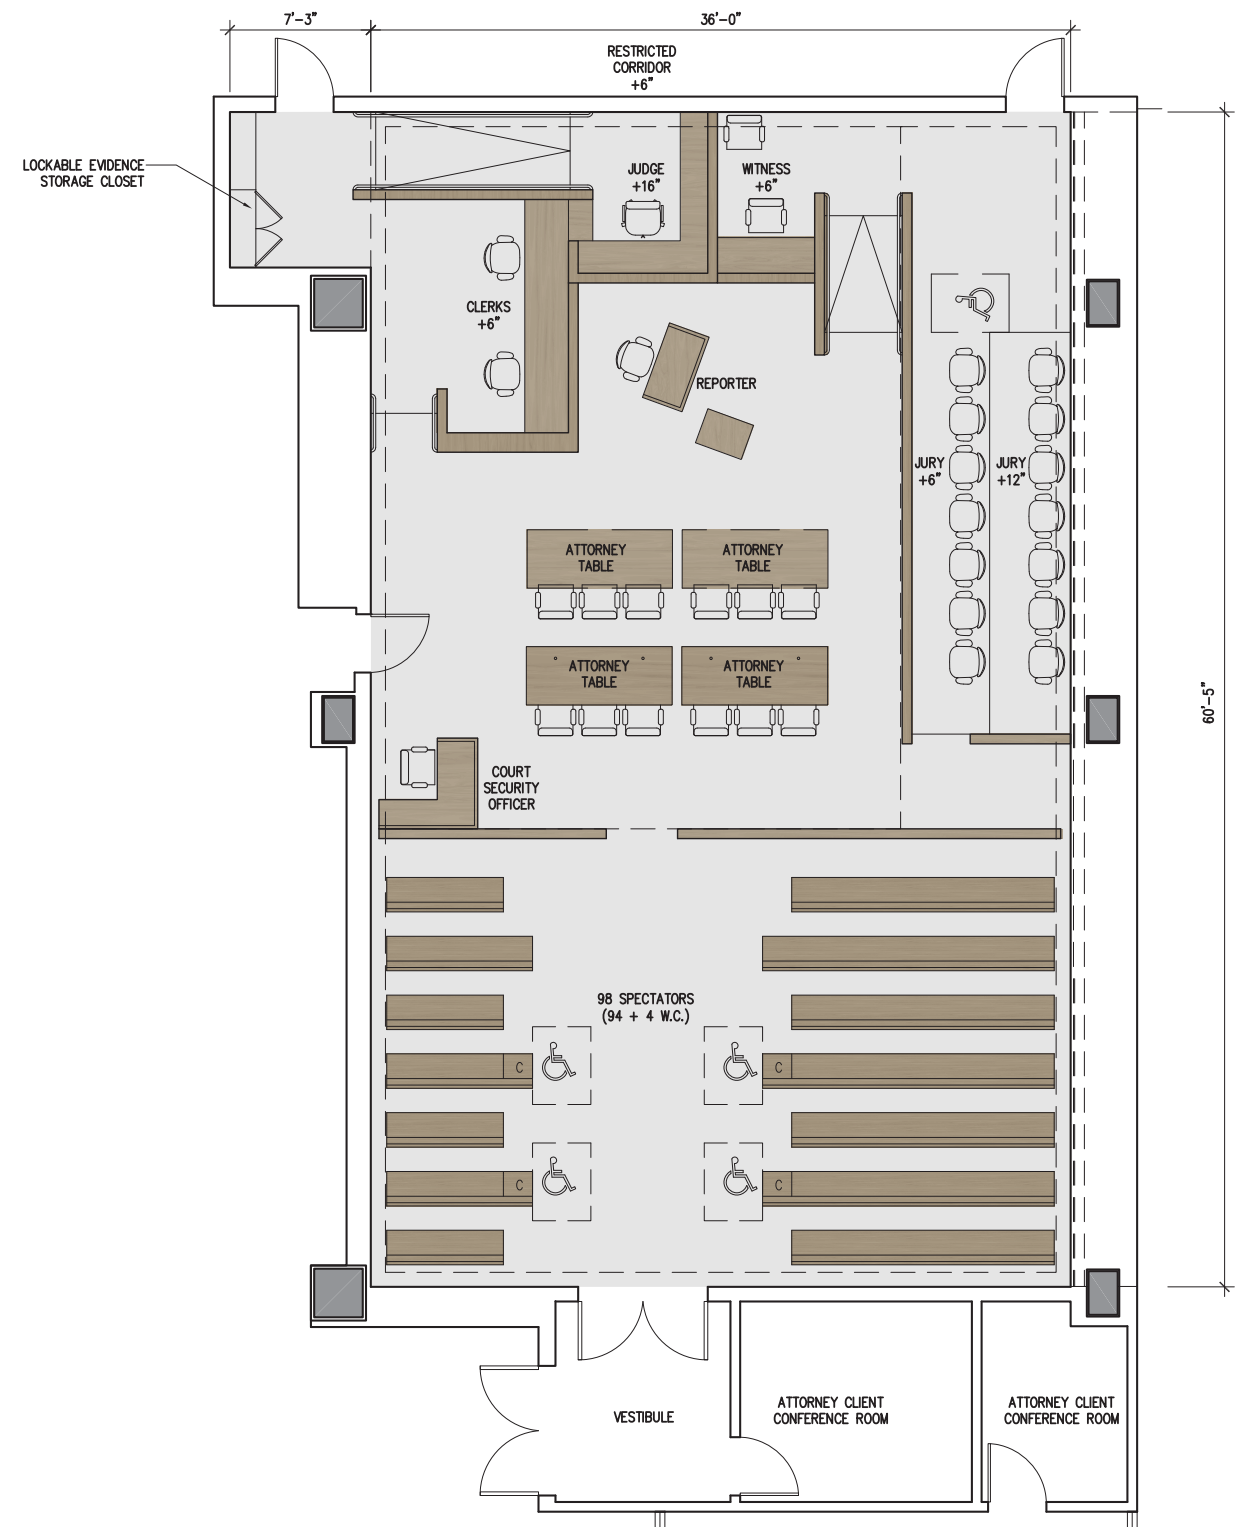 7'-3"
36'-0"
RESTRICTED
CORRIDOR
+6"
LOCKABLE EVIDENCE
STORAGE CLOSET
JUDGE
+16"
WITNESS
+6"
CLERKS
+6"
REPORTER
JURY
+6"
JURY
+12"
ATTORNEY
TABLE
ATTORNEY
TABLE
ATTORNEY
TABLE
ATTORNEY
TABLE
60'-5"
COURT
SECURITY
OFFICER
98 SPECTATORS
(94 + 4 W.C.)
C
C
C
C
VESTIBULE
ATTORNEY CLIENT
CONFERENCE ROOM
ATTORNEY CLIENT
CONFERENCE ROOM